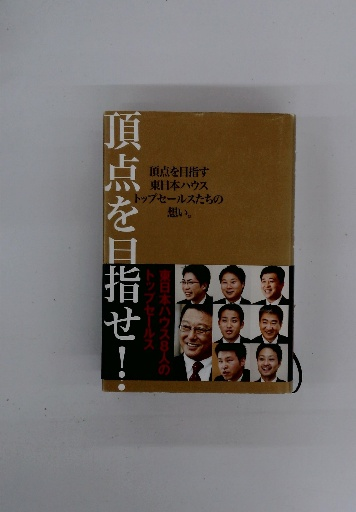 頂点を目指せ!
頂点を目指す
東日本ハウス
トップセールスたちの
想い。
東日本ハウス8人の
トップセールス